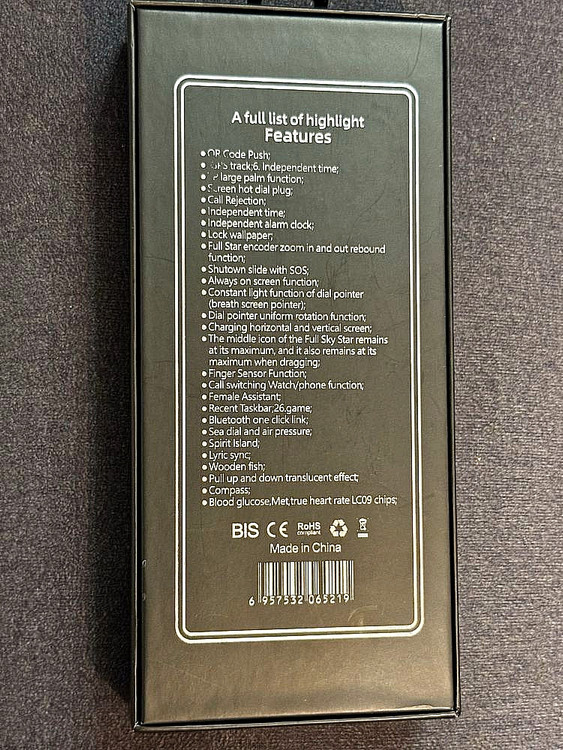 A full list of highlight
Features
QR Code Push;
track;6. Independent time;
large palm function;
Screen hot dial plug;
Call Rejection;
Independent time;
Independent alarm clock;
Lock wallpaper;
Full Star encoder zoom in and out rebound
function;
Shutown slide with SOS;
Always on screen function;
Constant light function of dial pointer
(breath screen pointer);
Dial pointer uniform rotation function;
Charging horizontal and vertical screen;
The middle icon of the Full Sky Star remains
at its maximum, and it also remains at its
maximum when dragging;
Finger Sensor Function;
Call switching Watch/phone function;
Female Assistant;
Recent Taskbar;26.game;
Bluetooth one click link;
Sea dial and air pressure;
Spirit Island;
Lyric sync;
Wooden fish;
Pull up and down translucent effect;
Compass;
Blood glucose,Met,true heart rate LC09 chips;
BIS CE RoHS
compliant
Made in China
6 957532 065219